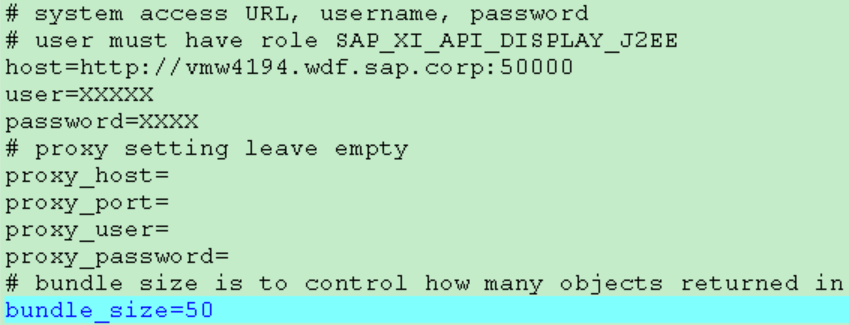 # system access URL, username, password
# user must have role SAP_XI_API_DISPLAY_J2EE
host=http://vmw4194.wdf.sap.corp:50000
user=XXXXX
password=XXXX
# proxy setting leave empty
proxy_host=
proxy_port=
proxy_user=
proxy_password=
# bundle size is to control how many objects returned in
bundle_size=50